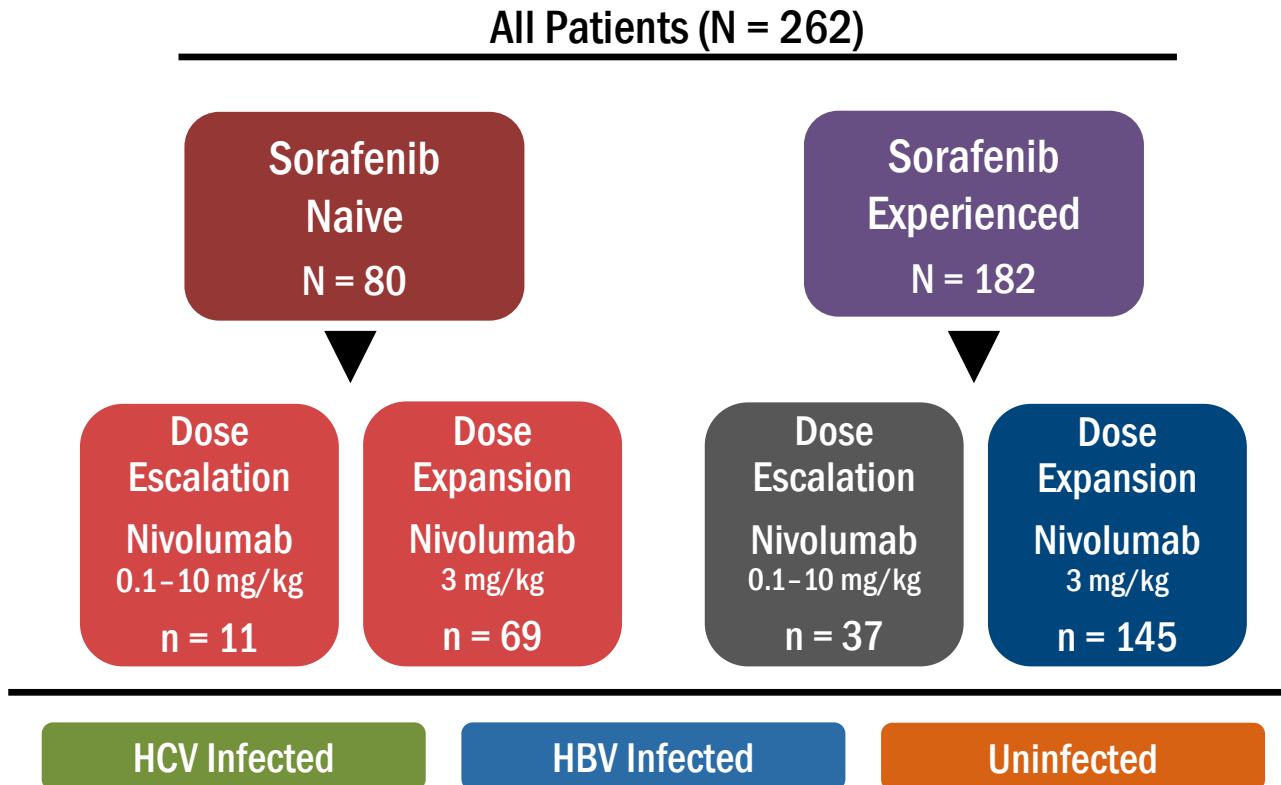 All Patients (N = 262)
Sorafenib
Naive
N = 80
Sorafenib
Experienced
N = 182
Dose
Escalation
Nivolumab
0.1–10 mg/kg
n = 11
Dose
Expansion
Nivolumab
3 mg/kg
n = 69
Dose
Escalation
Nivolumab
0.1–10 mg/kg
n = 37
Dose
Expansion
Nivolumab
3 mg/kg
n = 145
HCV Infected
HBV Infected
Uninfected